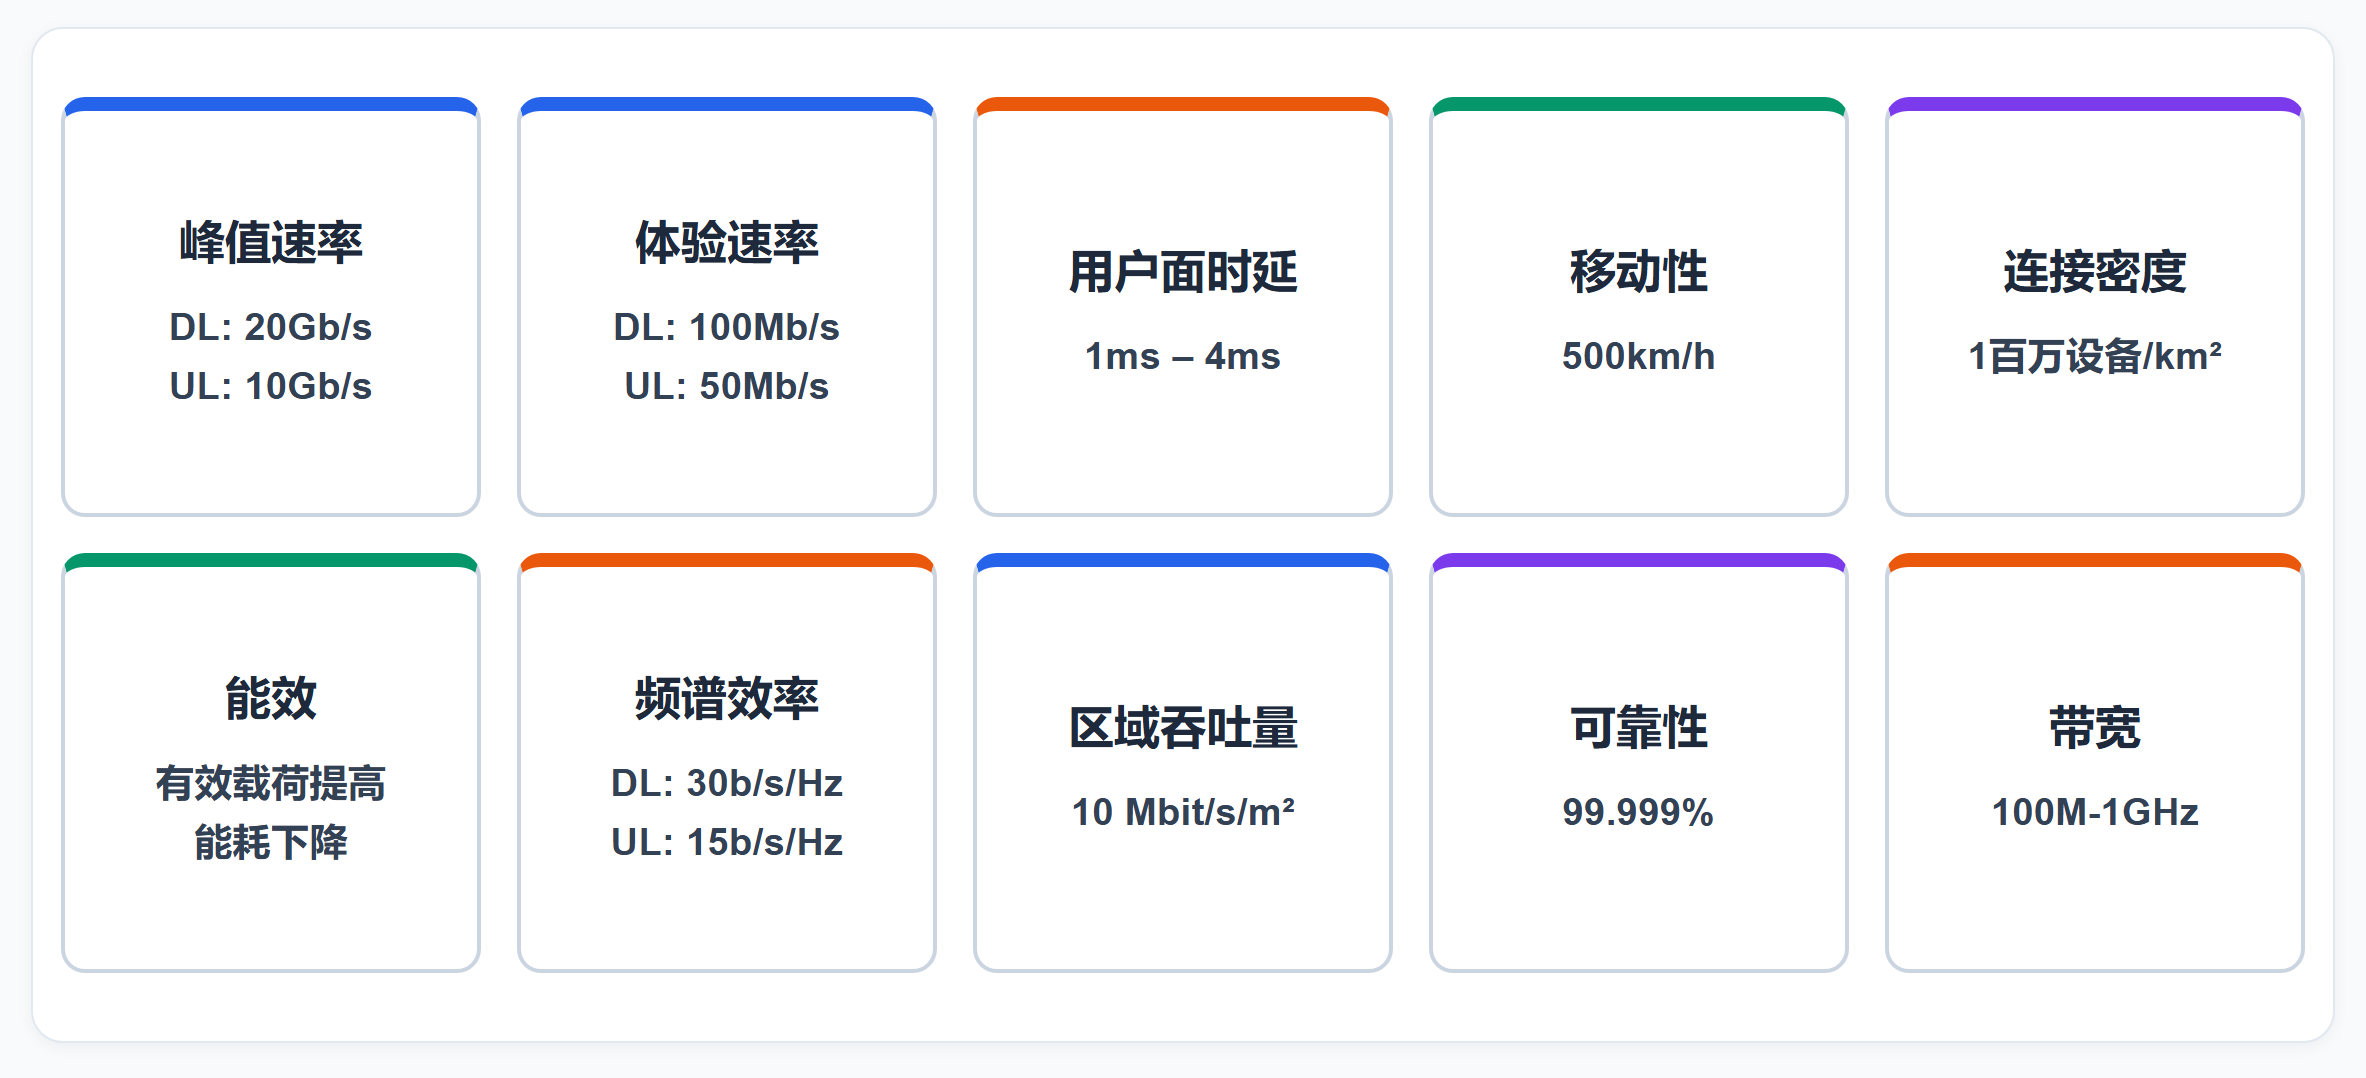 峰值速率
DL: 20Gb/s
UL: 10Gb/s
体验速率
DL: 100Mb/s
UL: 50Mb/s
用户面时延
1ms – 4ms
移动性
500km/h
连接密度
1百万设备/km²
能效
有效载荷提高
能耗下降
频谱效率
DL: 30b/s/Hz
UL: 15b/s/Hz
区域吞吐量
10 Mbit/s/m²
可靠性
99.999%
带宽
100M-1GHz